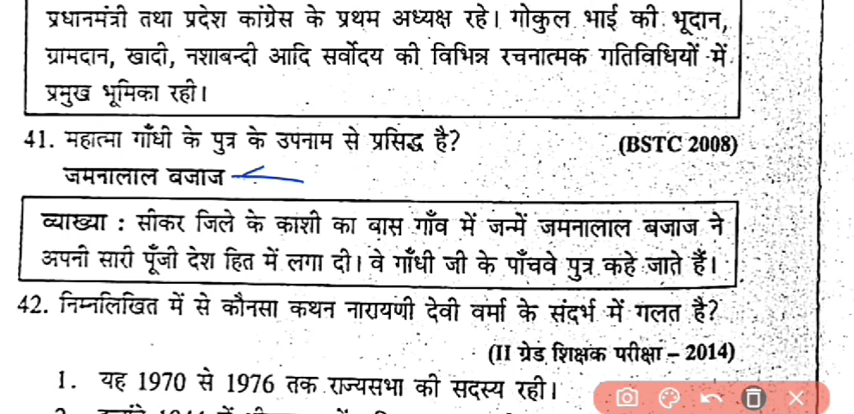 प्रधानमंत्री तथा प्रदेश कांग्रेस के प्रथम अध्यक्ष रहे। गोकुल भाई की भूदान,
ग्रामदान, खादी, नशाबन्दी आदि सर्वोदय की विभिन्न रचनात्मक गतिविधियों में
प्रमुख भूमिका रही।
41. महात्मा गाँधी के पुत्र के उपनाम से प्रसिद्ध है? (BSTC 2008)
जमनालाल बजाज
व्याख्या : सीकर जिले के काशी का बास गाँव में जन्में जमनालाल बजाज ने
अपनी सारी पूँजी देश हित में लगा दी। वे गाँधी जी के पाँचवे पुत्र कहे जाते हैं।
42. निम्नलिखित में से कौनसा कथन नारायणी देवी वर्मा के संदर्भ में गलत है?
(II ग्रेड शिक्षक परीक्षा – 2014)
1. यह 1970 से 1976 तक राज्यसभा की सदस्य रही।